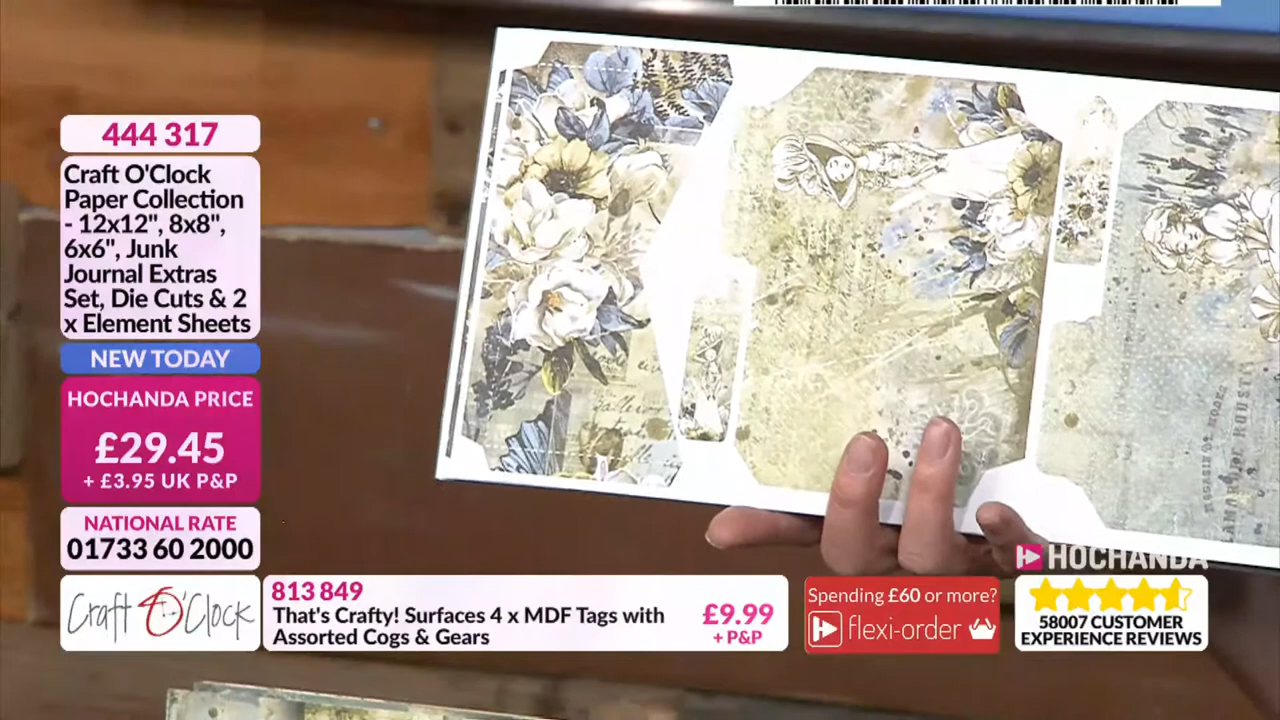 444 317
Craft O'Clock
Paper Collection
- 12x12", 8x8",
6x6", Junk
Journal Extras
Set, Die Cuts & 2
x Element Sheets
NEW TODAY
HOCHANDA PRICE
£29.45
+ £3.95 UK P&P
NATIONAL RATE
01733 60 2000
Craft O'Clock
813 849
That's Crafty! Surfaces 4 x MDF Tags with
Assorted Cogs & Gears
£9.99
+ P&P
Spending £60 or more?
flexi-order
HOCHANDA
58007 CUSTOMER
EXPERIENCE REVIEWS